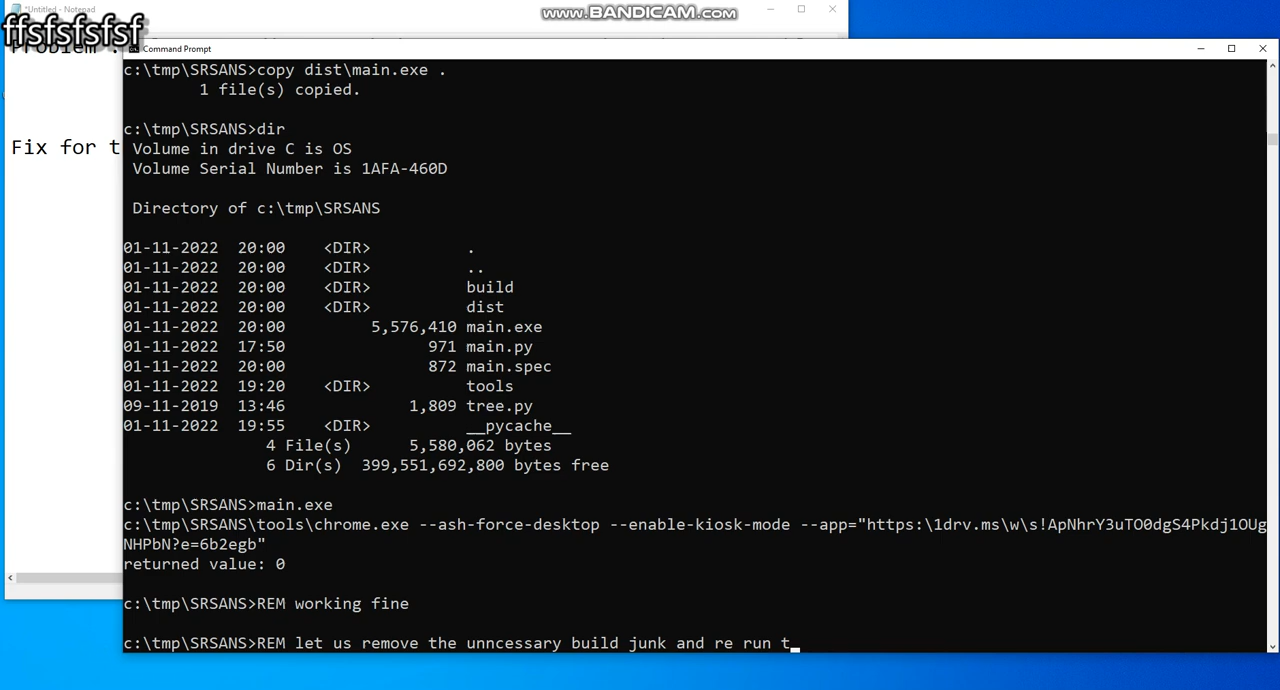 *Untitled - Notepad
www.BANDICAM.com
ffsfsfsfsf
Problem :
Fix for t
Command Prompt
c:\tmp\SRSANS>copy dist\main.exe .
1 file(s) copied.
c:\tmp\SRSANS>dir
Volume in drive C is OS
Volume Serial Number is 1AFA-460D
Directory of c:\tmp\SRSANS
01-11-2022 20:00 <DIR> .
01-11-2022 20:00 <DIR> ..
01-11-2022 20:00 <DIR> build
01-11-2022 20:00 <DIR> dist
01-11-2022 20:00 5,576,410 main.exe
01-11-2022 17:50 971 main.py
01-11-2022 20:00 872 main.spec
01-11-2022 19:20 <DIR> tools
09-11-2019 13:46 1,809 tree.py
01-11-2022 19:55 <DIR> __pycache__
4 File(s) 5,580,062 bytes
6 Dir(s) 399,551,692,800 bytes free
c:\tmp\SRSANS>main.exe
c:\tmp\SRSANS\tools\chrome.exe --ash-force-desktop --enable-kiosk-mode --app="https:\1drv.ms\w\s!ApNhrY3uTO0dgS4Pkdj1OUg
NHPbN?e=6b2egb"
returned value: 0
c:\tmp\SRSANS>REM working fine
c:\tmp\SRSANS>REM let us remove the unncessary build junk and re run t_